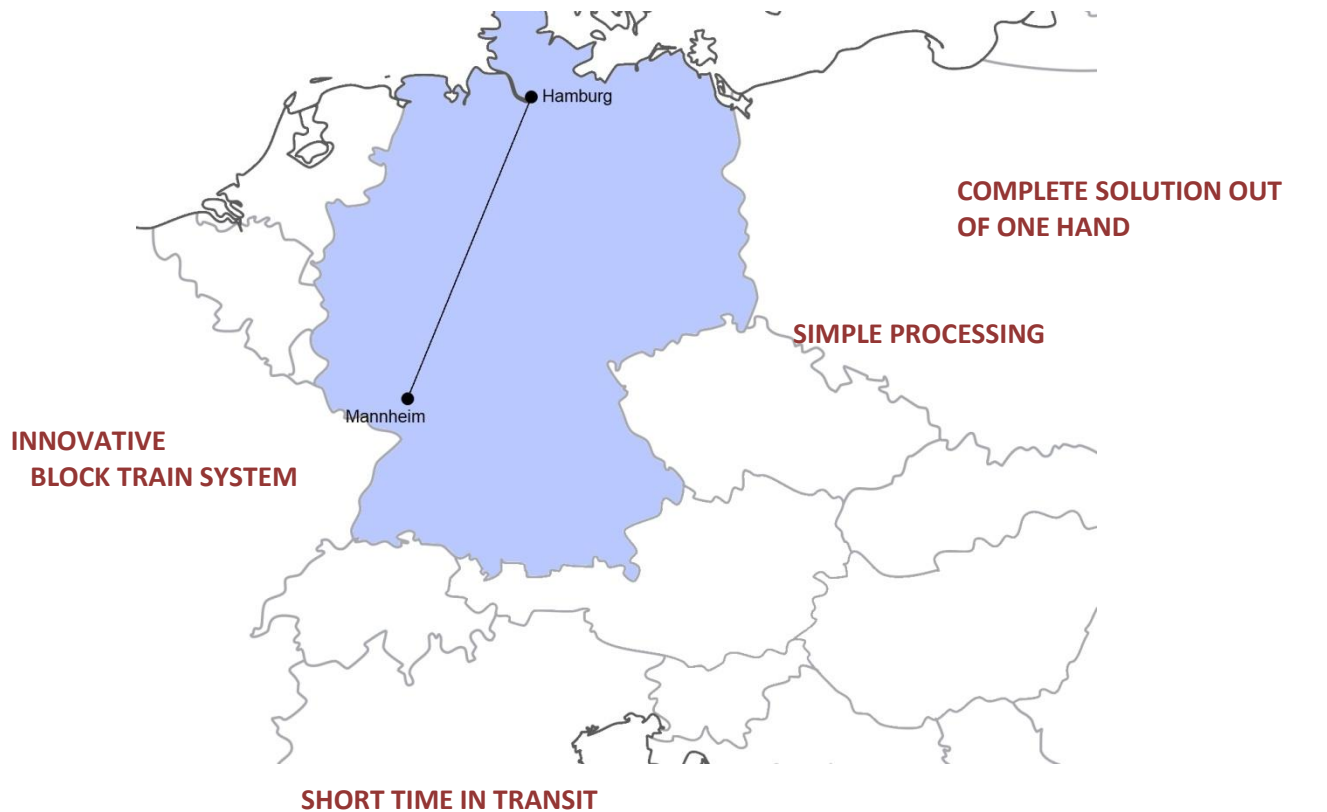 Hamburg
COMPLETE SOLUTION OUT
OF ONE HAND
SIMPLE PROCESSING
Mannheim
INNOVATIVE
BLOCK TRAIN SYSTEM
SHORT TIME IN TRANSIT